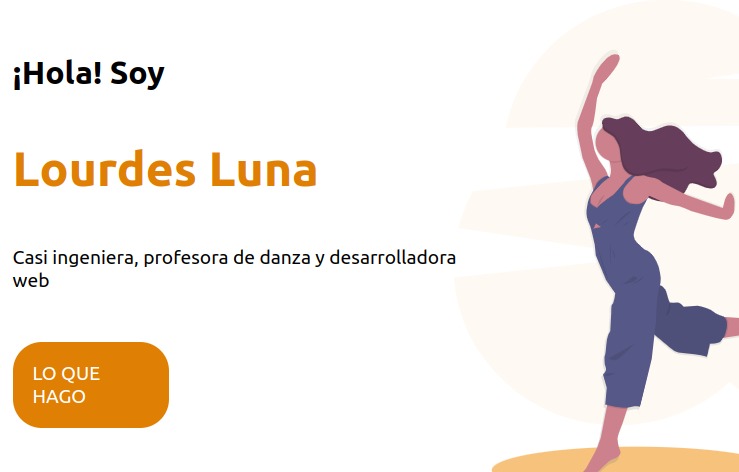 ¡Hola! Soy
Lourdes Luna
Casi ingeniera, profesora de danza y desarrolladora
web
LO QUE
HAGO